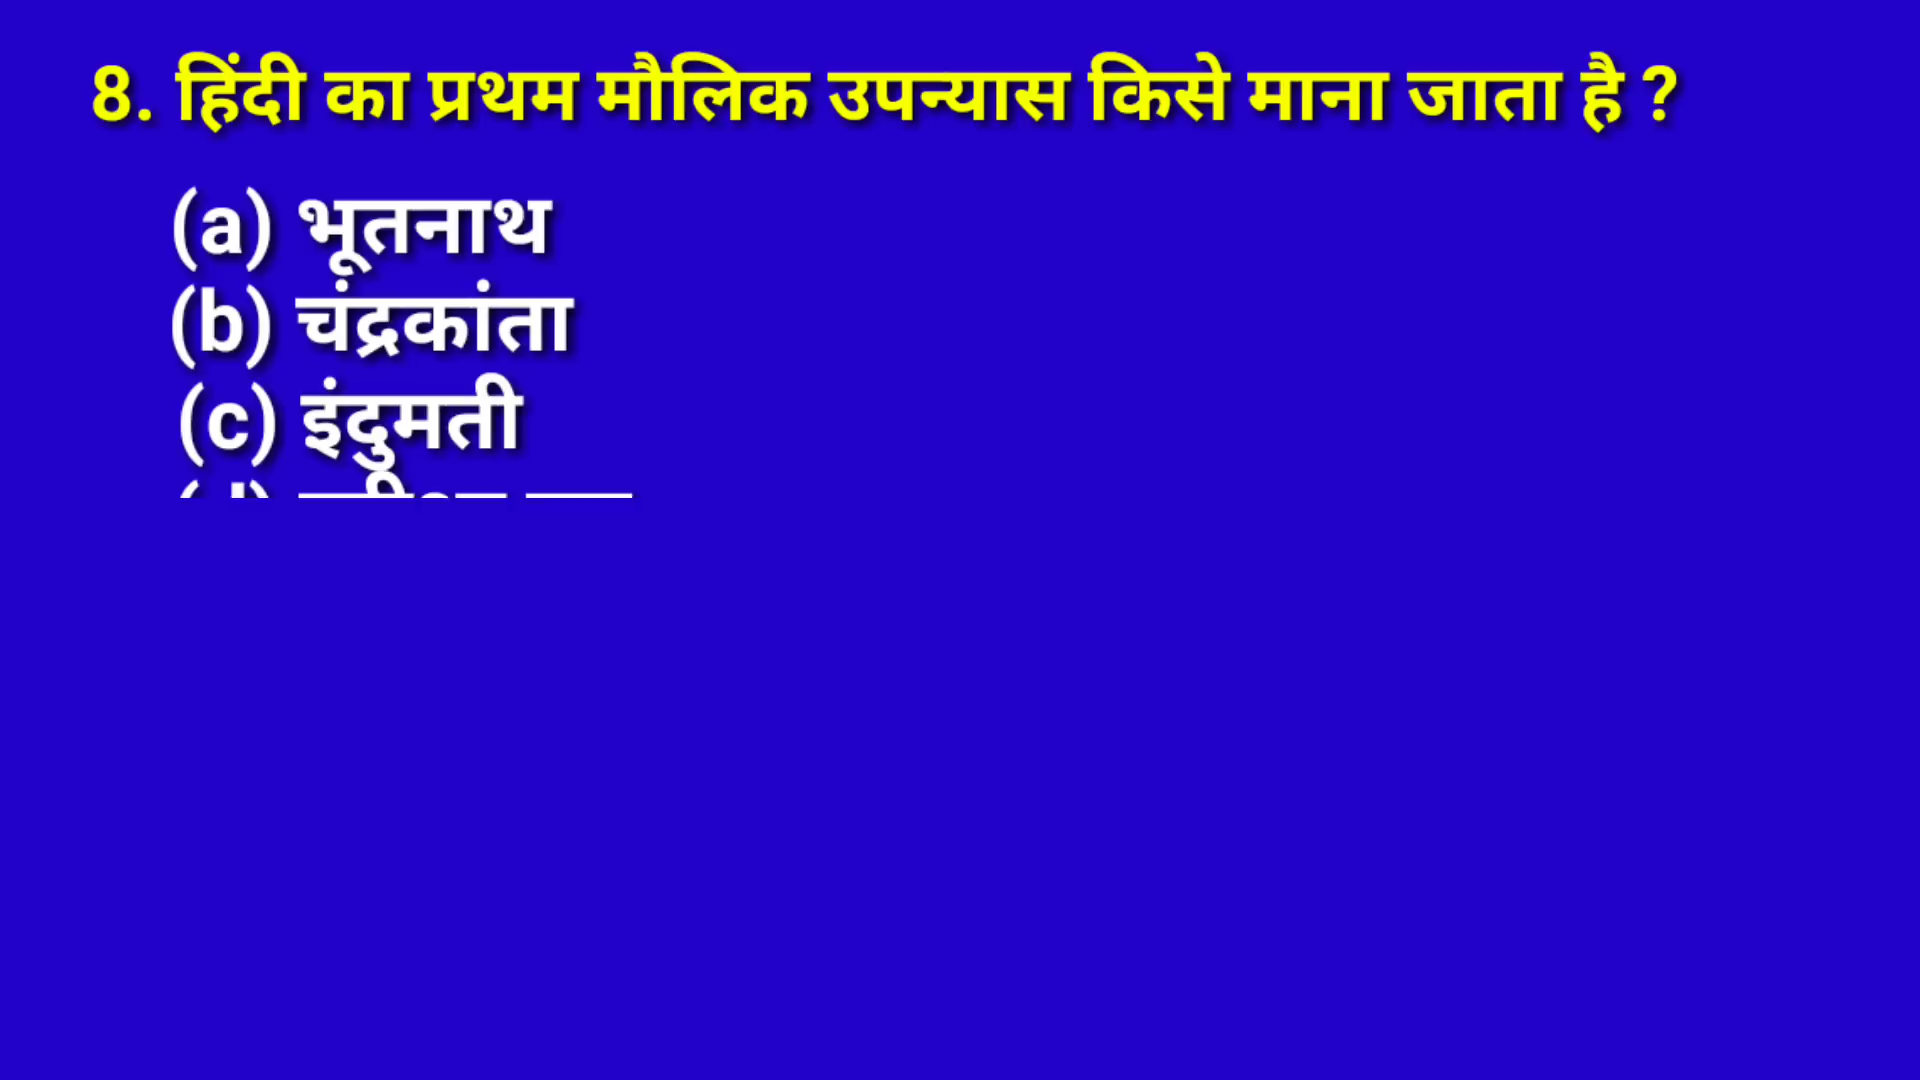 8. हिंदी का प्रथम मौलिक उपन्यास किसे माना जाता है ?
(a) भूतनाथ
(b) चंद्रकांता
(c) इंदुमती